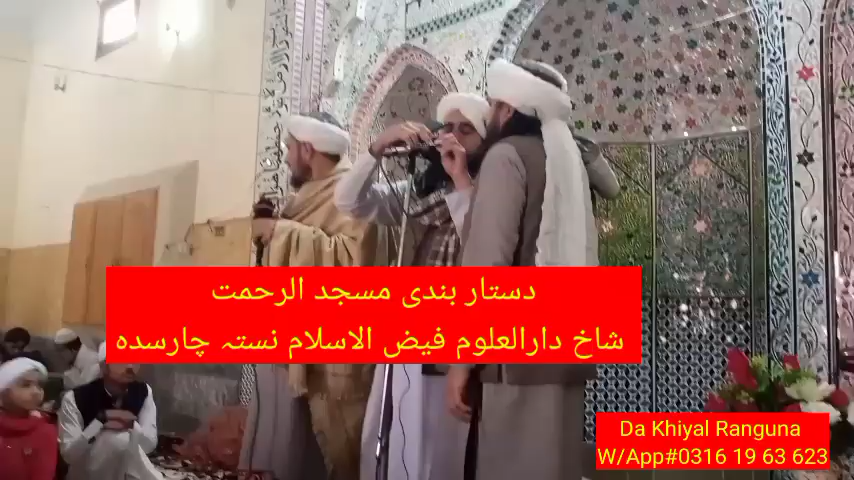 دستار بندی مسجد الرحمت
شاخ دارالعلوم فیض الاسلام نستہ چارسدہ
Da Khiyal Ranguna
W/App#0316 19 63 623